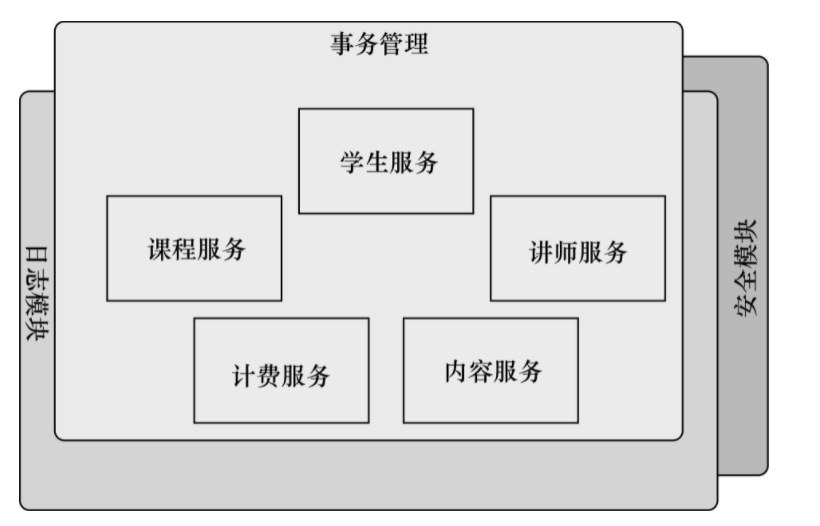 事务管理
学生服务
课程服务
讲师服务
计费服务
内容服务
日志模块
安全模块